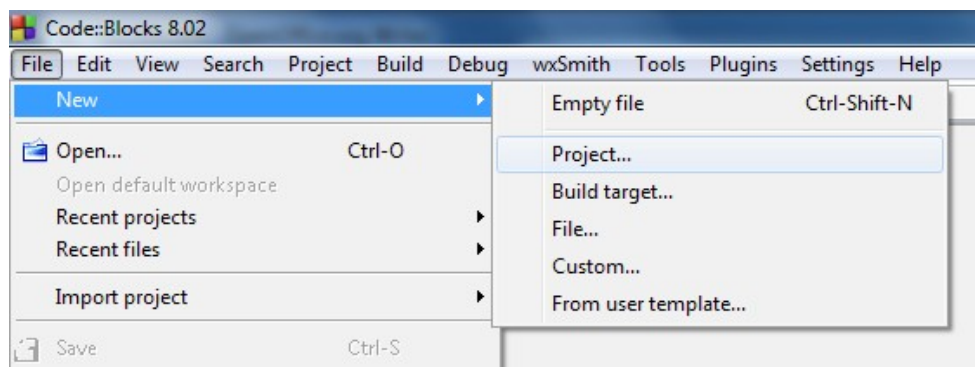 Code::Blocks 8.02
File Edit View Search Project Build Debug wxSmith Tools Plugins Settings Help
New
Empty file Ctrl-Shift-N
Open... Ctrl-O
Project...
Open default workspace
Build target...
Recent projects
File...
Recent files
Custom...
Import project
From user template...
Save Ctrl-S